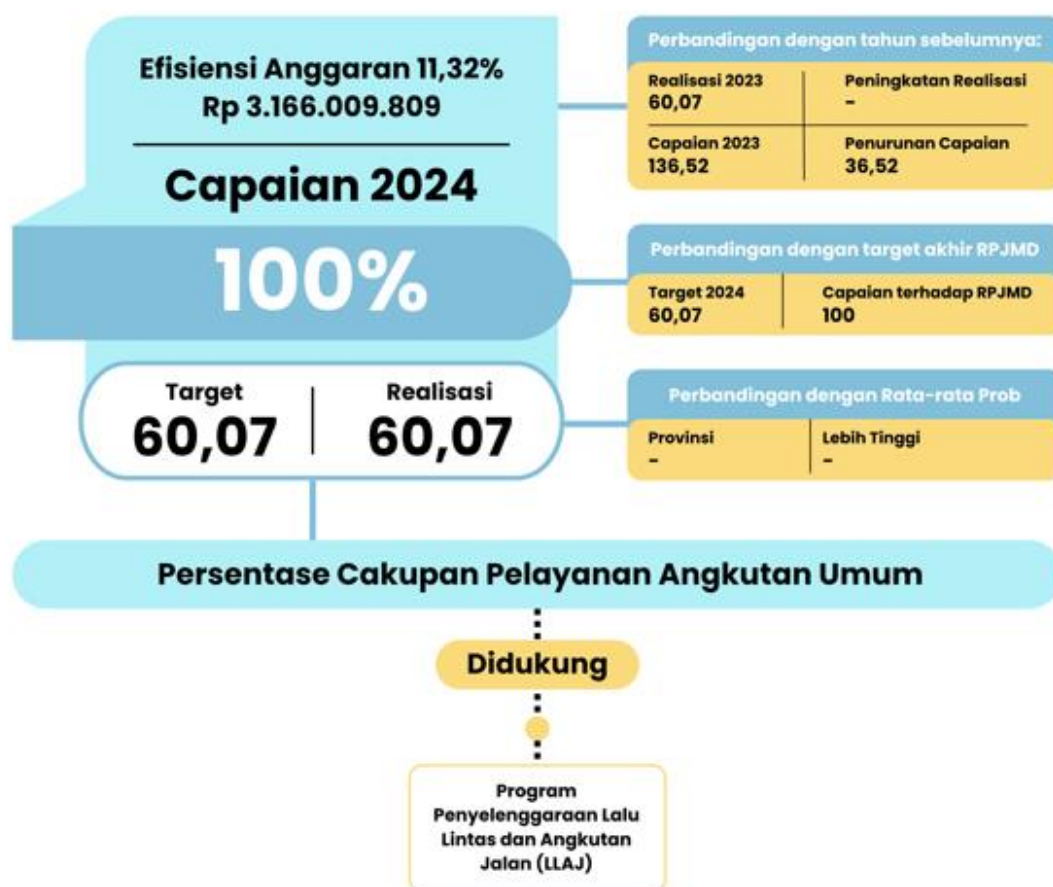 Efisiensi Anggaran 11,32%
Rp 3.166.009.809
Capaian 2024
100%
Target
60,07
Realisasi
60,07
Perbandingan dengan tahun sebelumnya:
Realisasi 2023
60,07
Peningkatan Realisasi
-
Capaian 2023
136,52
Penurunan Capaian
36,52
Perbandingan dengan target akhir RPJMD
Target 2024
60,07
Capaian terhadap RPJMD
100
Perbandingan dengan Rata-rata Prob
Provinsi
-
Lebih Tinggi
-
Persentase Cakupan Pelayanan Angkutan Umum
Didukung
Program
Penyelenggaraan Lalu
Lintas dan Angkutan
Jalan (LLAJ)